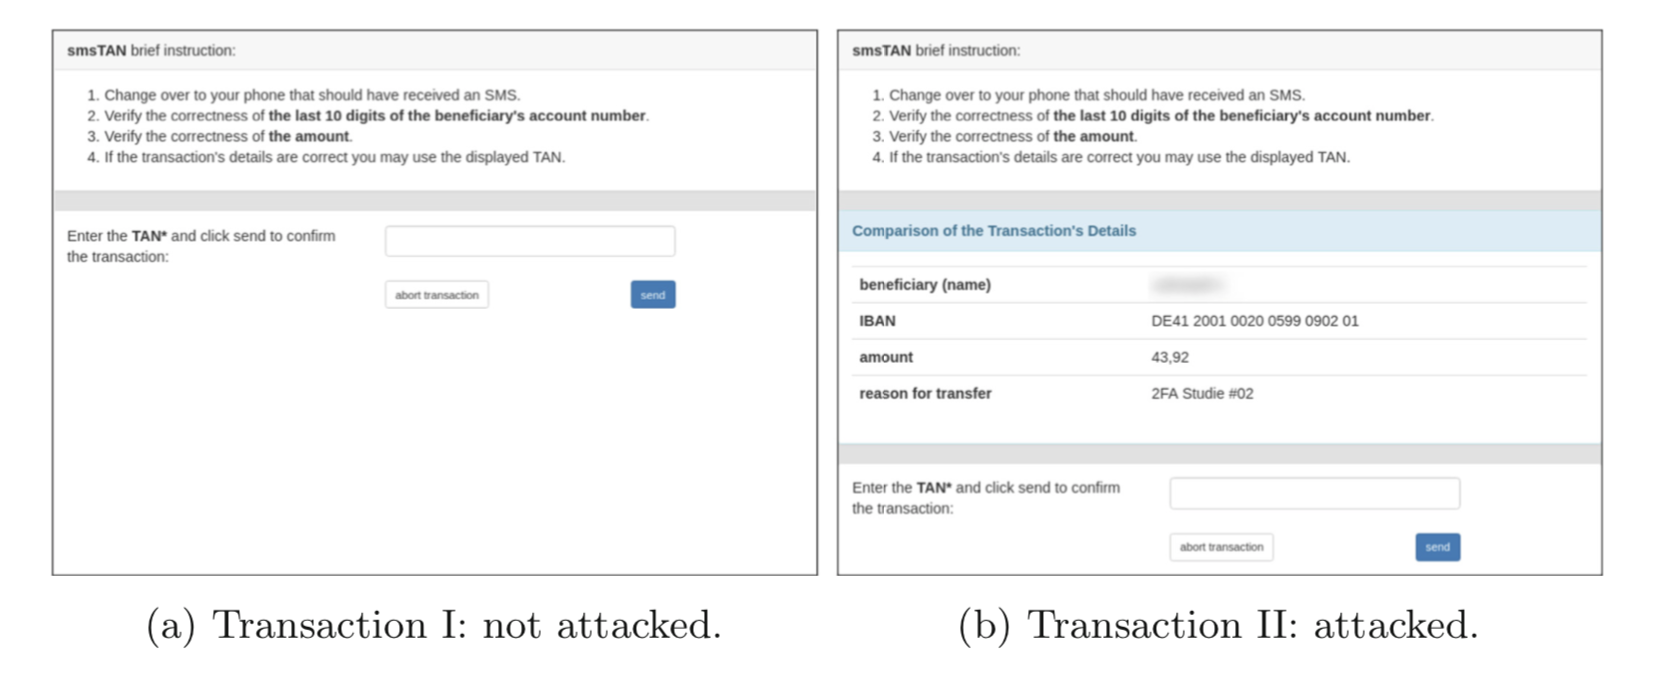 smsTAN brief instruction:
1. Change over to your phone that should have received an SMS.
2. Verify the correctness of the last 10 digits of the beneficiary's account number.
3. Verify the correctness of the amount.
4. If the transaction's details are correct you may use the displayed TAN.
Enter the TAN* and click send to confirm
the transaction:
abort transaction
send
(a) Transaction I: not attacked.
smsTAN brief instruction:
1. Change over to your phone that should have received an SMS.
2. Verify the correctness of the last 10 digits of the beneficiary's account number.
3. Verify the correctness of the amount.
4. If the transaction's details are correct you may use the displayed TAN.
Comparison of the Transaction's Details
beneficiary (name)
IBAN DE41 2001 0020 0599 0902 01
amount 43,92
reason for transfer 2FA Studie #02
Enter the TAN* and click send to confirm
the transaction:
abort transaction
send
(b) Transaction II: attacked.